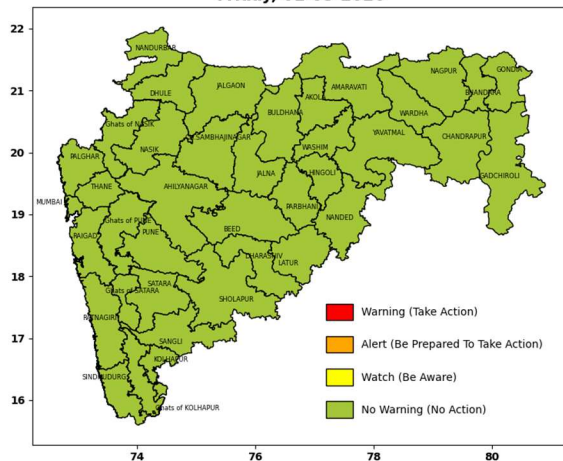 22
21
20
19
18
17
16
NANDURBAR
DHULE
JALGAON
AKOLA
AMARAVATI
NAGPUR
GONDIA
BHANDARA
BULDHANA
WARDHA
Ghats of NASIK
SAMBHAJINAGAR
YAVATMAL
CHANDRAPUR
PALGHAR
NASIK
WASHIM
THANE
AHILYANAGAR
JALNA
HINGOLI
GADCHIROLI
MUMBAI
Ghats of PUNE
PARBHANI
NANDED
RAIGAD
PUNE
BEED
DHARASHIV
LATUR
SATARA
Ghats of SATARA
SHOLAPUR
RATNAGIRI
SANGLI
KOLHAPUR
SINDHUDURG
Ghats of KOLHAPUR
Warning (Take Action)
Alert (Be Prepared To Take Action)
Watch (Be Aware)
No Warning (No Action)
74
76
78
80